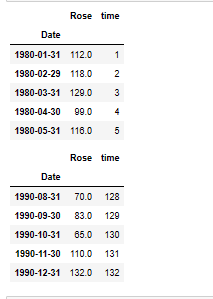 Rose time
Date
1980-01-31 112.0 1
1980-02-29 118.0 2
1980-03-31 129.0 3
1980-04-30 99.0 4
1980-05-31 116.0 5
Rose time
Date
1990-08-31 70.0 128
1990-09-30 83.0 129
1990-10-31 65.0 130
1990-11-30 110.0 131
1990-12-31 132.0 132